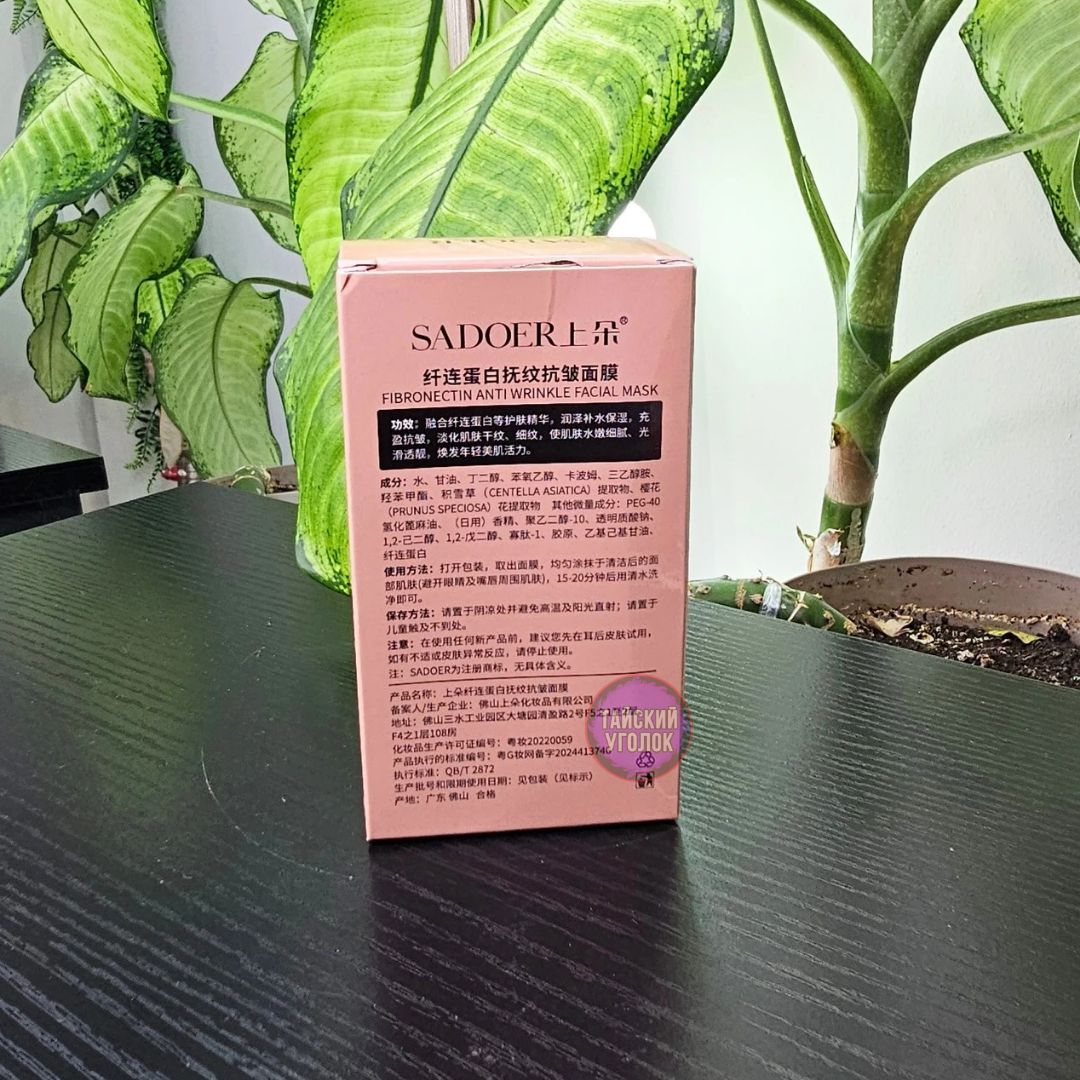 SADOER上朵®
纤连蛋白抚纹抗皱面膜
FIBRONECTIN ANTI WRINKLE FACIAL MASK
功效：融合纤连蛋白等护肤精华，润泽补水保湿，充
盈抗皱，淡化肌肤干纹、细纹，使肌肤水嫩细腻、光
滑透靓，焕发年轻美肌活力。
成分：水、甘油、丁二醇、苯氧乙醇、卡波姆、三乙醇胺、
羟苯甲酯、积雪草（CENTELLA ASIATICA）提取物、樱花
（PRUNUS SPECIOSA）花提取物 其他微量成分：PEG-40
氢化蓖麻油、（日用）香精、聚乙二醇-10、透明质酸钠、
1,2-己二醇、1,2-戊二醇、寡肽-1、胶原、乙基己基甘油、
纤连蛋白
使用方法：打开包装，取出面膜，均匀涂抹于清洁后的面
部肌肤(避开眼睛及嘴唇周围肌肤)，15-20分钟后用清水洗
净即可。
保存方法：请置于阴凉处并避免高温及阳光直射；请置于
儿童触及不到处。
注意：在使用任何新产品前，建议您先在耳后皮肤试用，
如有不适或皮肤异常反应，请停止使用。
注：SADOER为注册商标，无具体含义。
产品名称：上朵纤连蛋白抚纹抗皱面膜
备案人/生产企业：佛山上朵化妆品有限公司
地址：佛山三水工业园区大塘园清盈路2号F5之1
F4之1层108房
化妆品生产许可证编号：粤妆20220059
产品执行的标准编号：粤G妆网备字202441374
执行标准：QB/T 2872
生产批号和限期使用日期：见包装（见标示）
产地：广东 佛山 合格
ТАЙСКИЙ
УГОЛОК